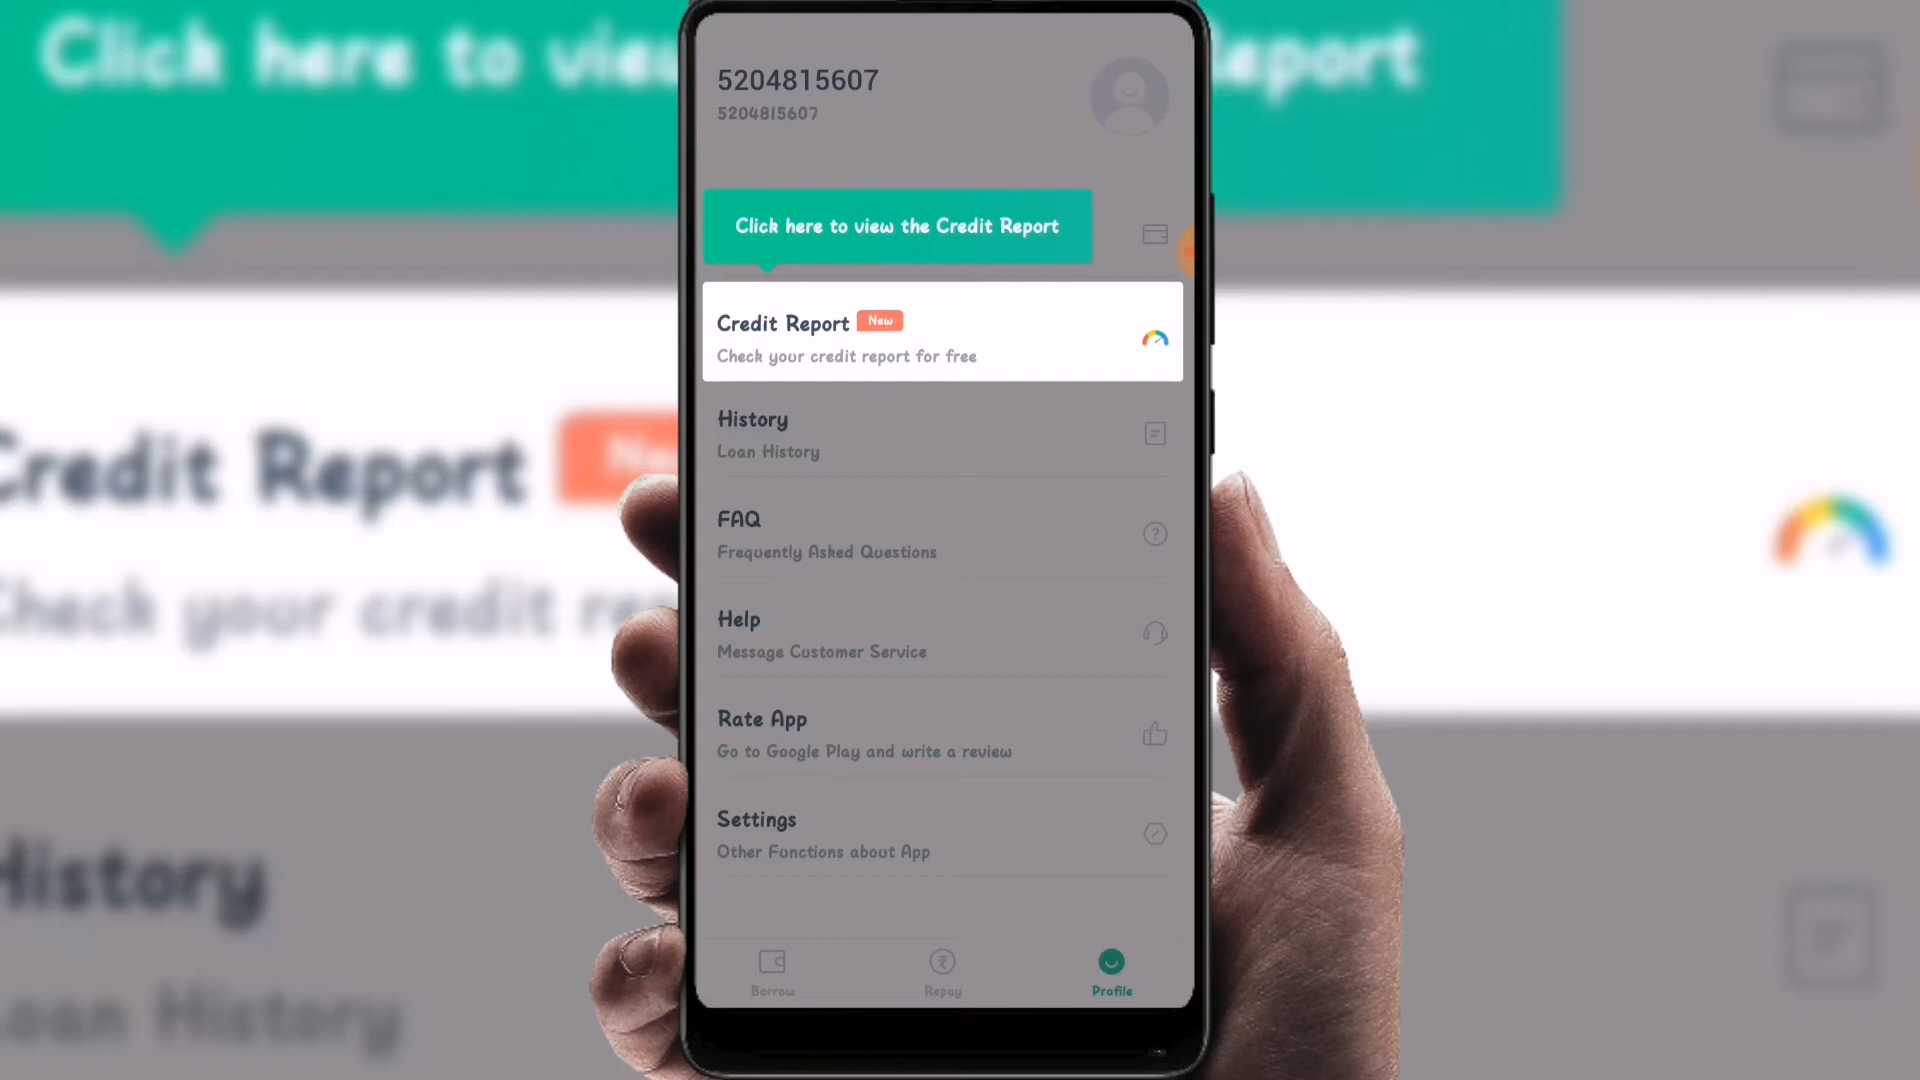 Click here to view
Report
5204815607
5204815607
Click here to view the Credit Report
Credit Report New
Check your credit report for free
Credit Report New
Check your credit
History
Loan History
FAQ
Frequently Asked Questions
Help
Message Customer Service
Rate App
Go to Google Play and write a review
Settings
Other Functions about App
History
Loan History
Borrow
Repay
Profile